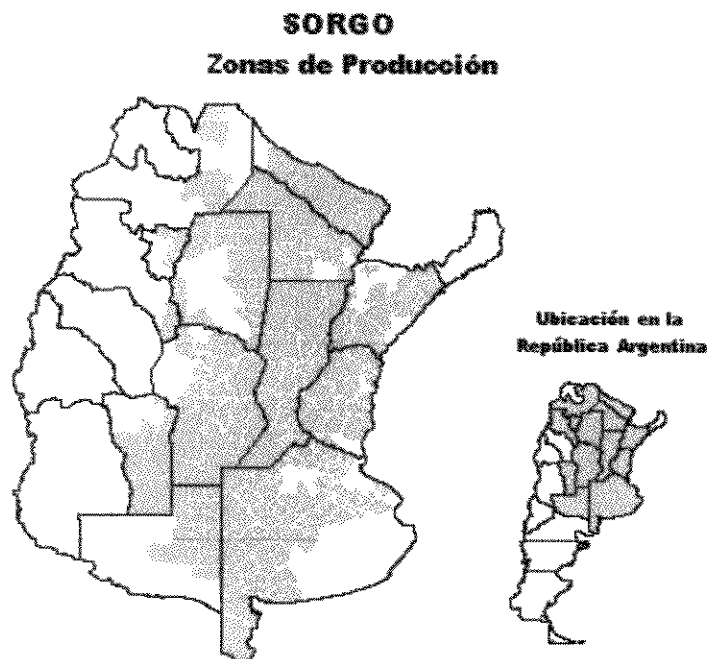 SORGO
Zonas de Producción
Ubicación en la
República Argentina